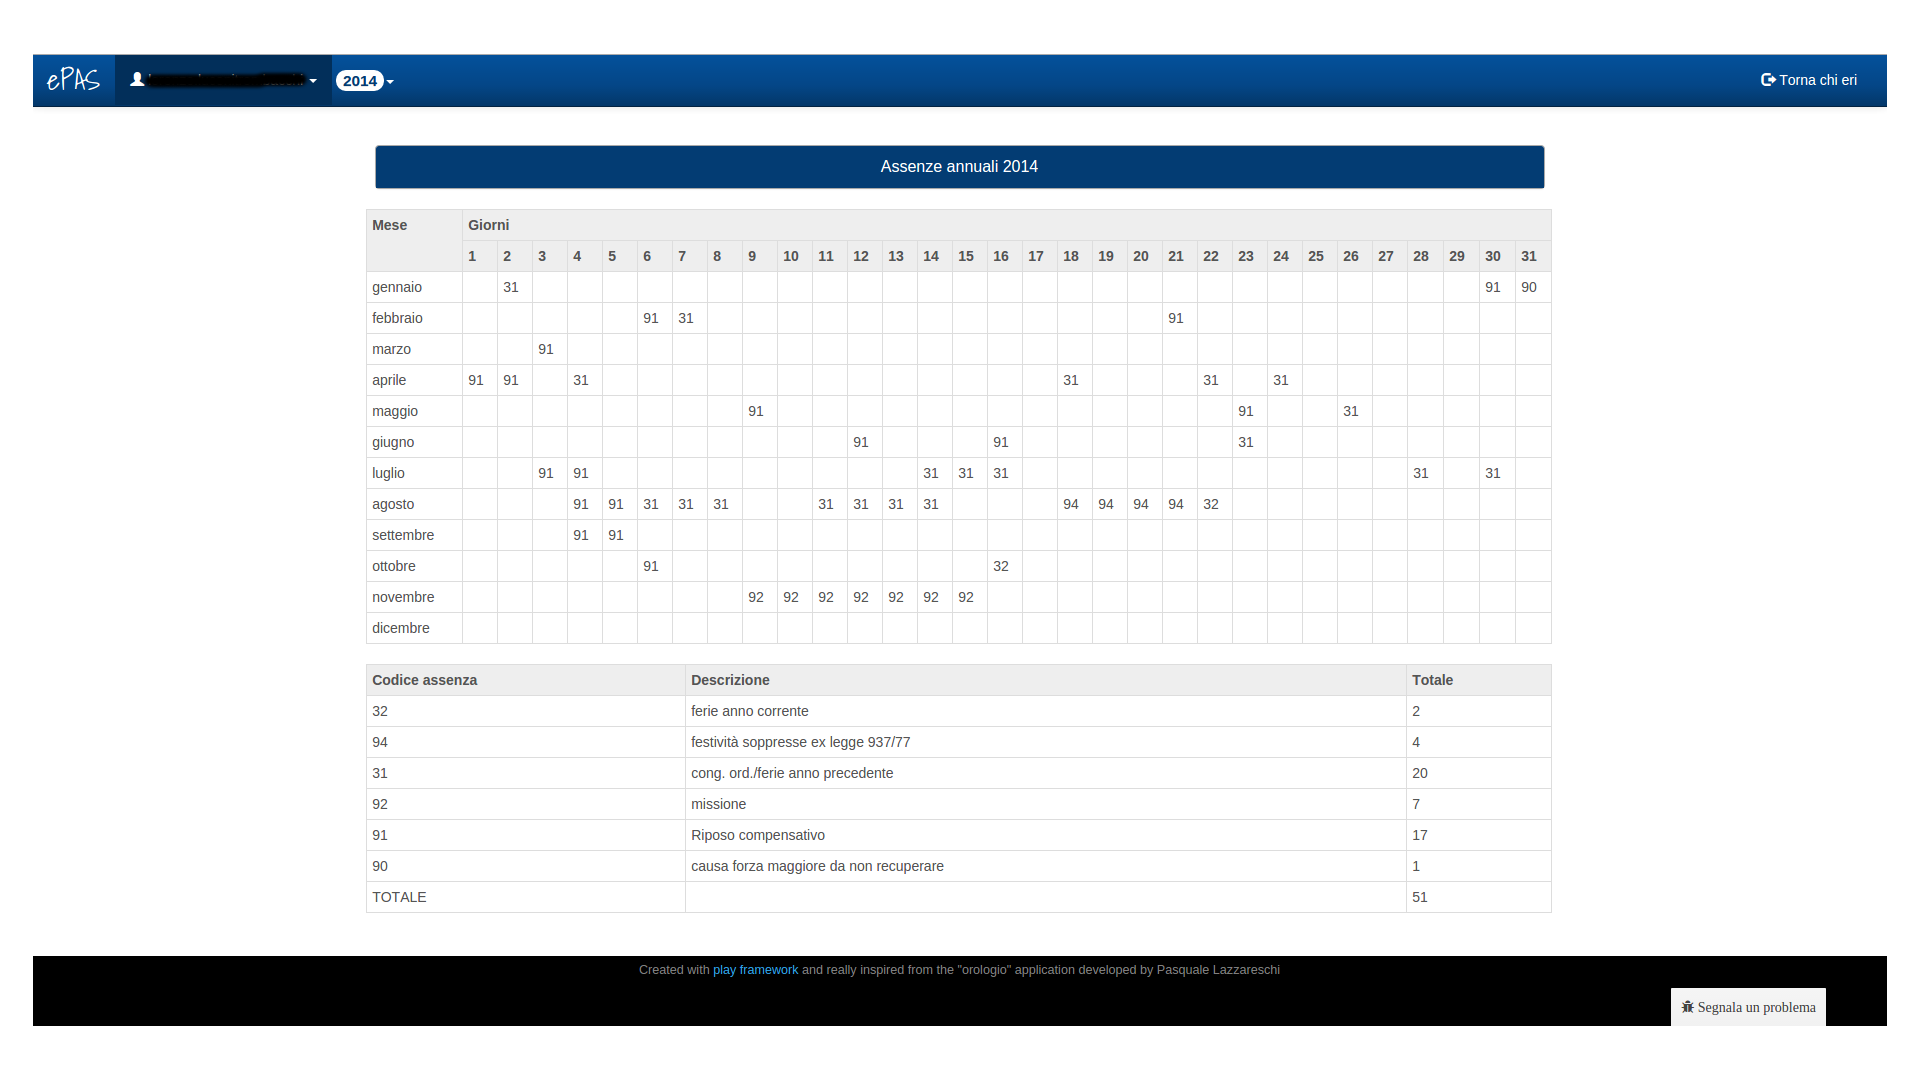 ePAS 2014 Torna chi eri
Assenze annuali 2014
Mese Giorni
1 2 3 4 5 6 7 8 9 10 11 12 13 14 15 16 17 18 19 20 21 22 23 24 25 26 27 28 29 30 31
gennaio 31 91 90
febbraio 91 31 91
marzo 91
aprile 91 91 31 31 31 31
maggio 91 91 31
giugno 91 91 31
luglio 91 91 31 31 31 31 31
agosto 91 91 31 31 31 31 31 31 31 94 94 94 94 32
settembre 91 91
ottobre 91 32
novembre 92 92 92 92 92 92 92
dicembre
Codice assenza Descrizione Totale
32 ferie anno corrente 2
94 festività soppresse ex legge 937/77 4
31 cong. ord./ferie anno precedente 20
92 missione 7
91 Riposo compensativo 17
90 causa forza maggiore da non recuperare 1
TOTALE 51
Created with play framework and really inspired from the "orologio" application developed by Pasquale Lazzareschi
Segnala un problema